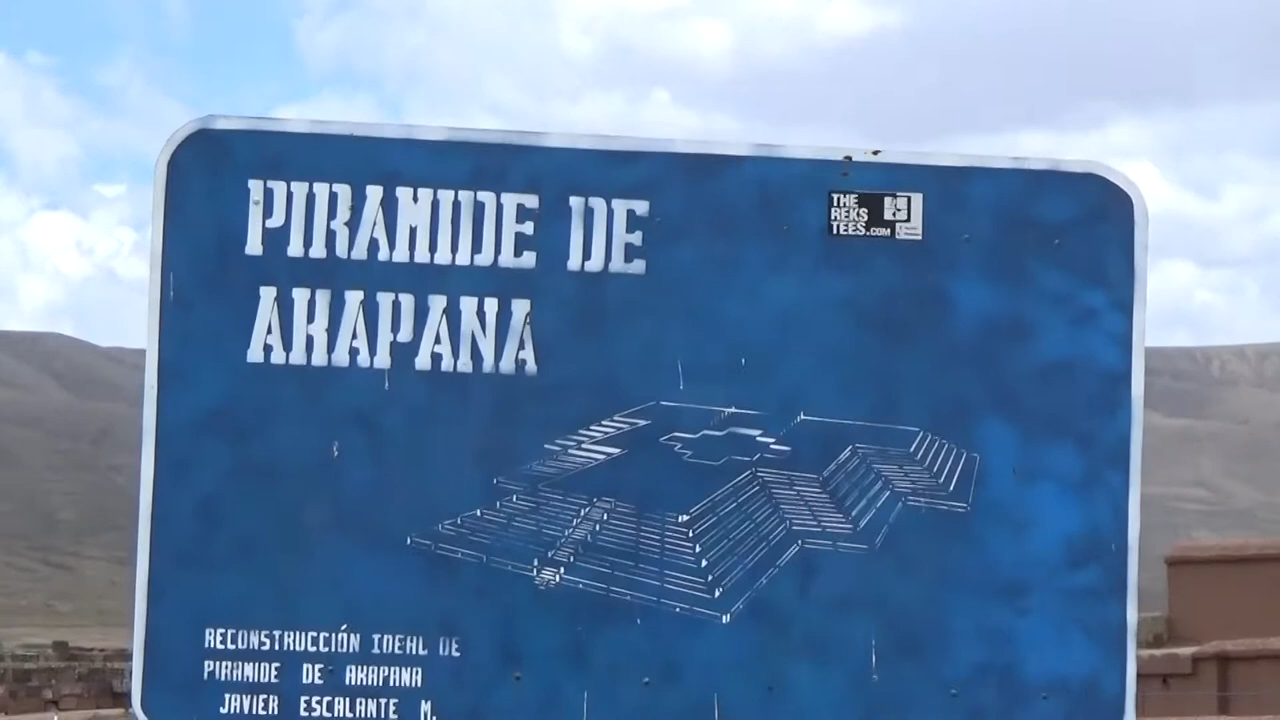 PIRAMIDE DE
AKAPANA
THE
REKS
TEES.COM
RECONSTRUCCIÓN IDEAL DE
PIRAMIDE DE AKAPANA
JAVIER ESCALANTE M.